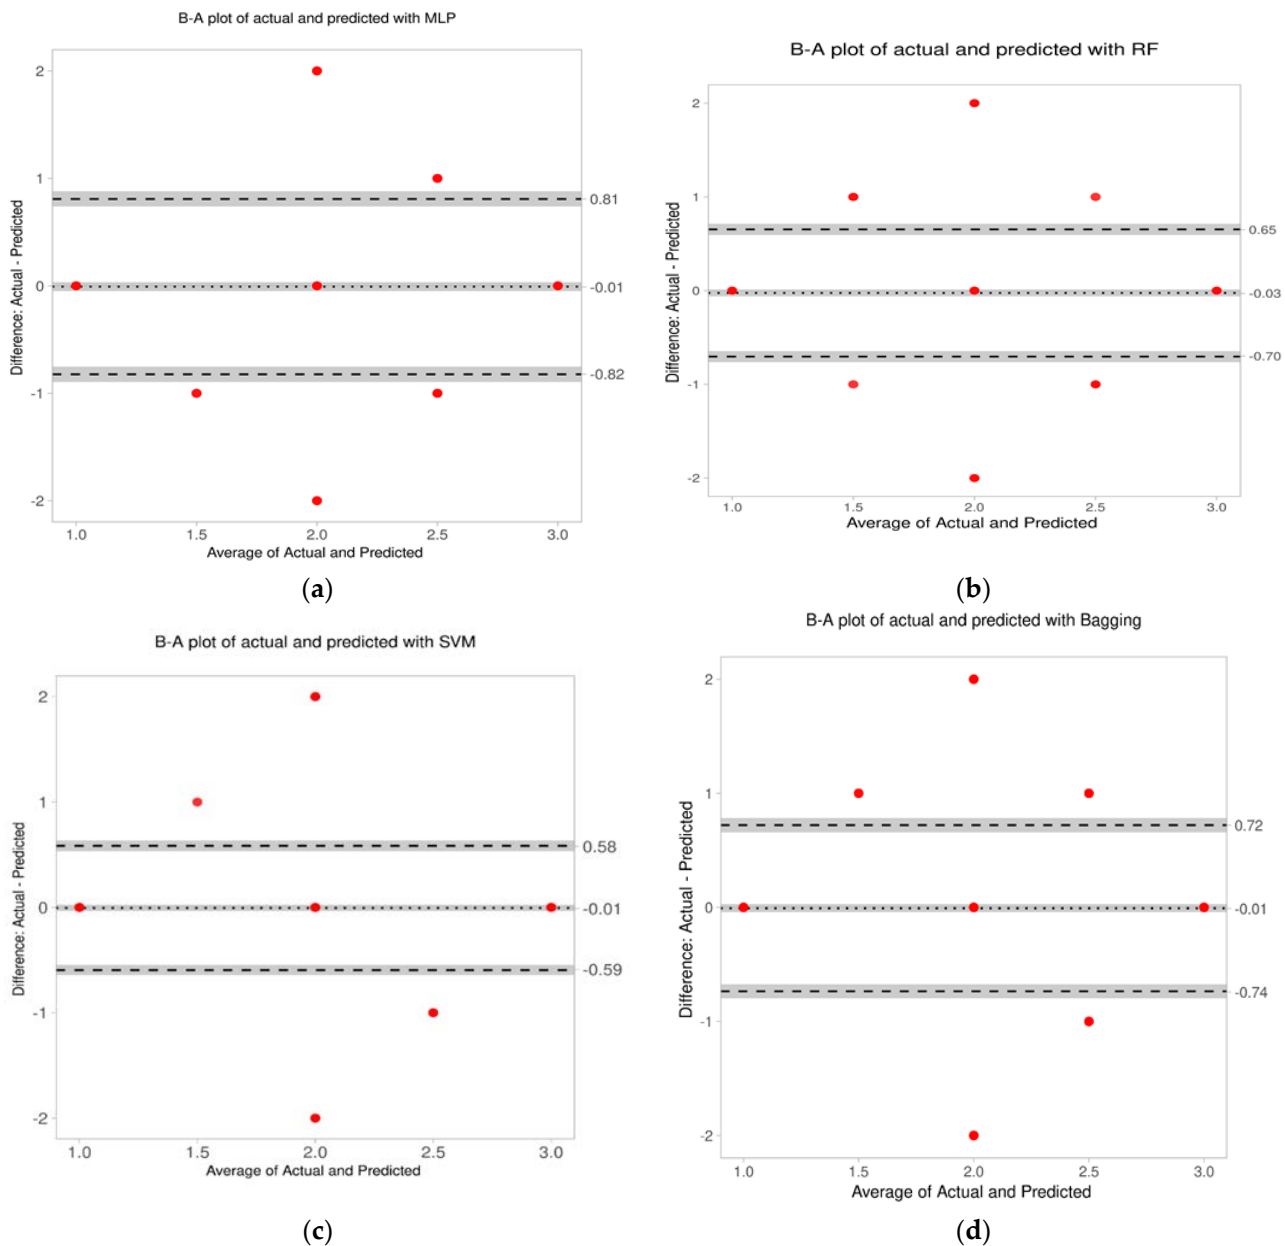 B-A plot of actual and predicted with MLP
Difference: Actual - Predicted
2
1
0
-1
-2
0.81
-0.01
-0.82
1.0 1.5 2.0 2.5 3.0
Average of Actual and Predicted
(a)
B-A plot of actual and predicted with RF
Difference: Actual - Predicted
2
1
0
-1
-2
0.65
-0.03
-0.70
1.0 1.5 2.0 2.5 3.0
Average of Actual and Predicted
(b)
B-A plot of actual and predicted with SVM
Difference: Actual - Predicted
2
1
0
-1
-2
0.58
-0.01
-0.59
1.0 1.5 2.0 2.5 3.0
Average of Actual and Predicted
(c)
B-A plot of actual and predicted with Bagging
Difference: Actual - Predicted
2
1
0
-1
-2
0.72
-0.01
-0.74
1.0 1.5 2.0 2.5 3.0
Average of Actual and Predicted
(d)